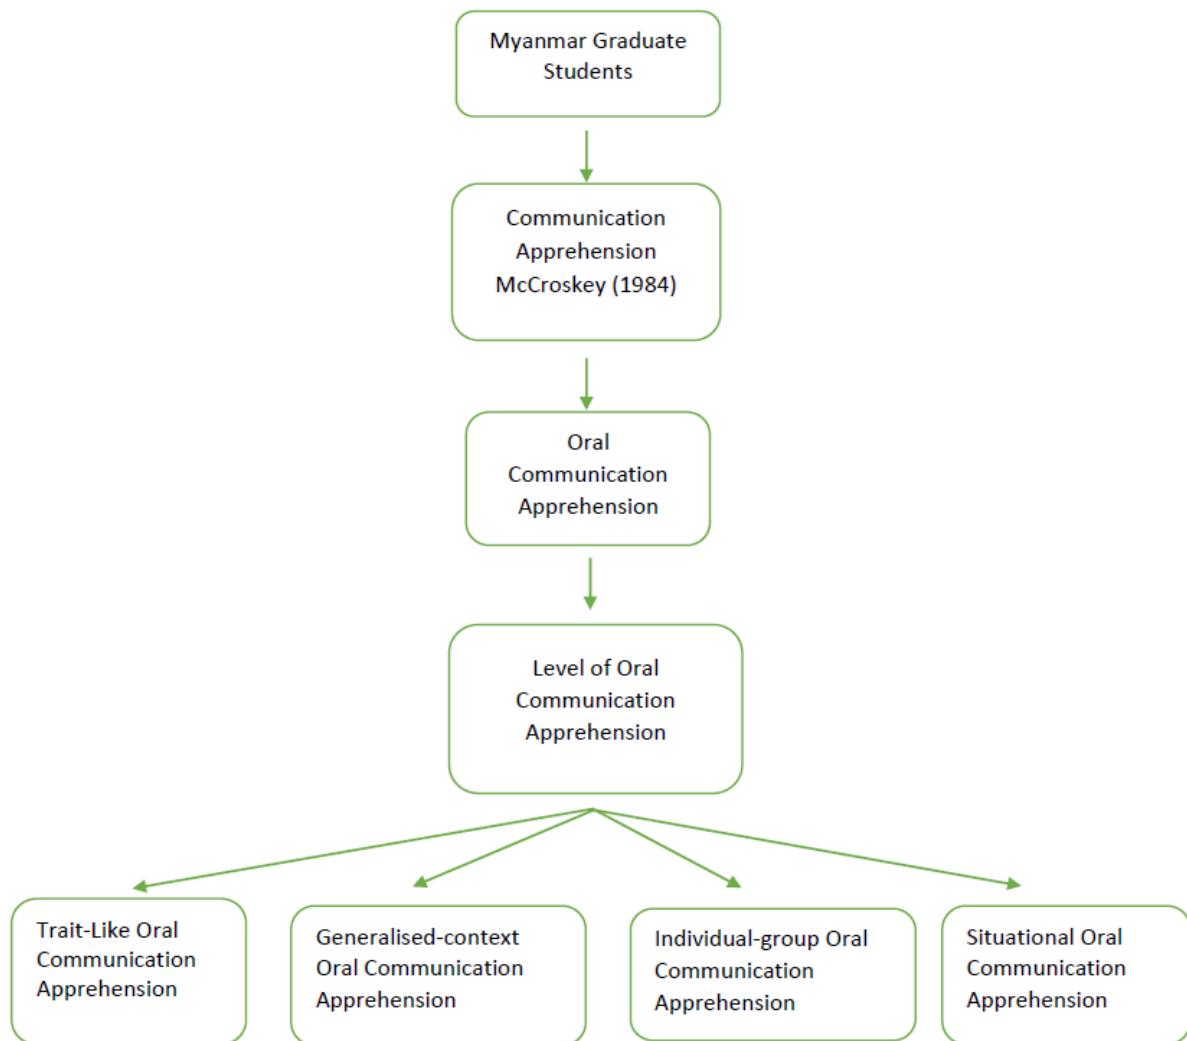 Myanmar Graduate
Students
Communication
Apprehension
McCroskey (1984)
Oral
Communication
Apprehension
Level of Oral
Communication
Apprehension
Trait-Like Oral
Communication
Apprehension
Generalised-context
Oral Communication
Apprehension
Individual-group Oral
Communication
Apprehension
Situational Oral
Communication
Apprehension